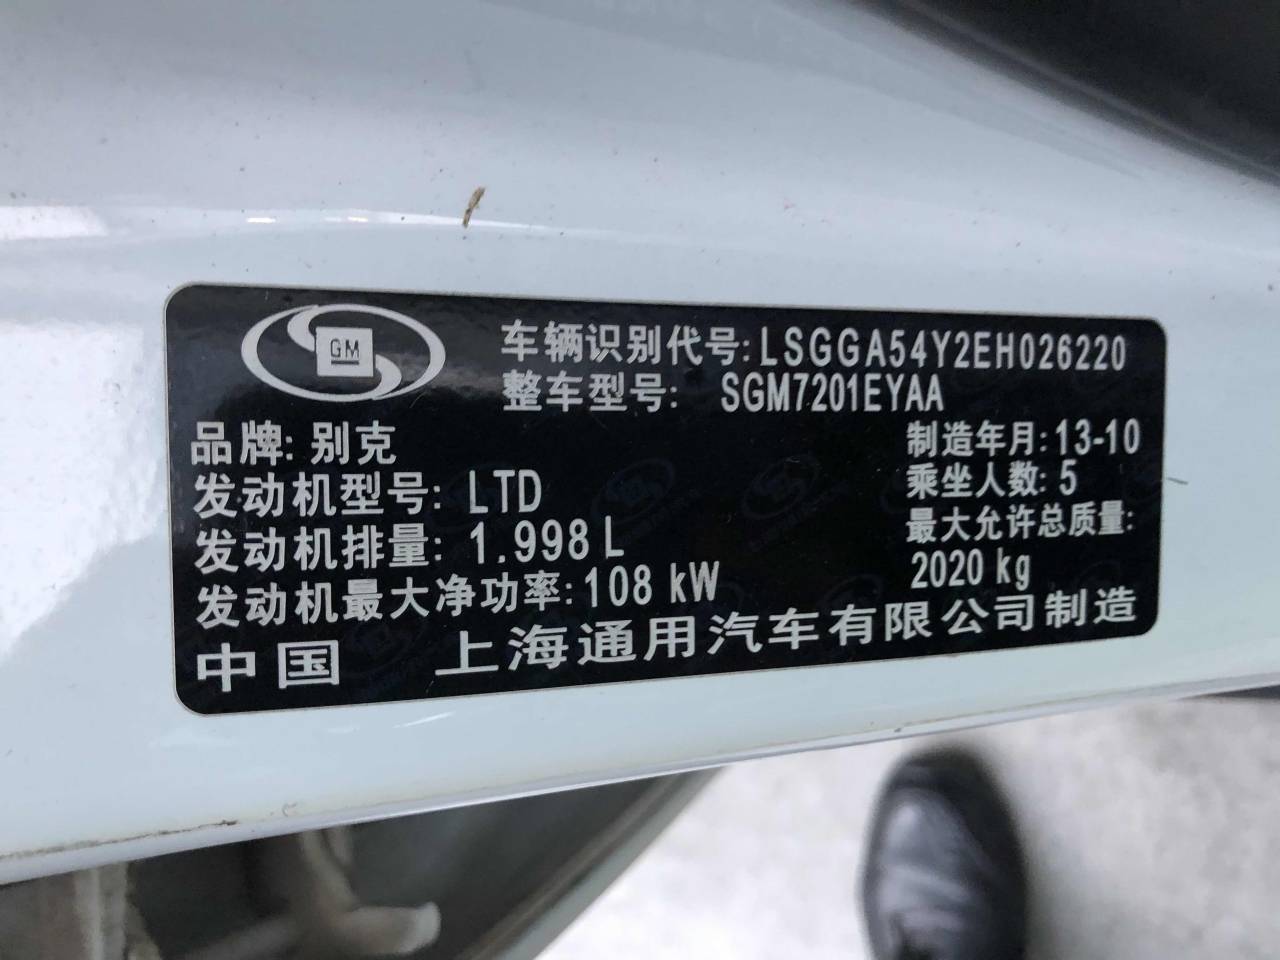 GM
车辆识别代号: LSGGA54Y2EH026220
整车型号: SGM7201EYAA
品牌: 别克
制造年月: 13-10
发动机型号: LTD
乘坐人数: 5
发动机排量: 1.998 L
最大允许总质量:
2020 kg
发动机最大净功率: 108 kW
中国 上海通用汽车有限公司制造